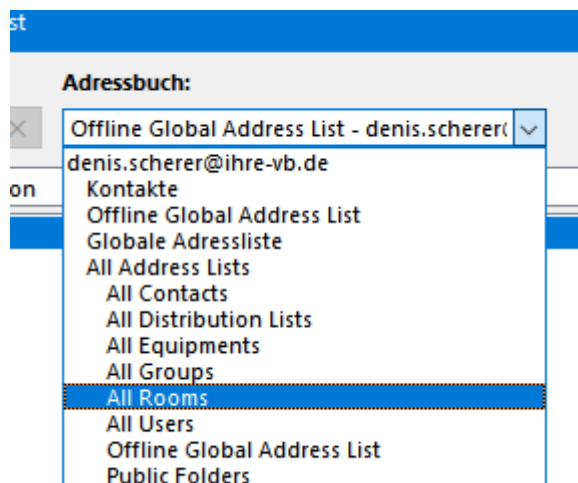 st
Adressbuch:
Offline Global Address List - denis.scherer(
denis.scherer@ihre-vb.de
on
Kontakte
Offline Global Address List
Globale Adressliste
All Address Lists
All Contacts
All Distribution Lists
All Equipments
All Groups
All Rooms
All Users
Offline Global Address List
Public Folders